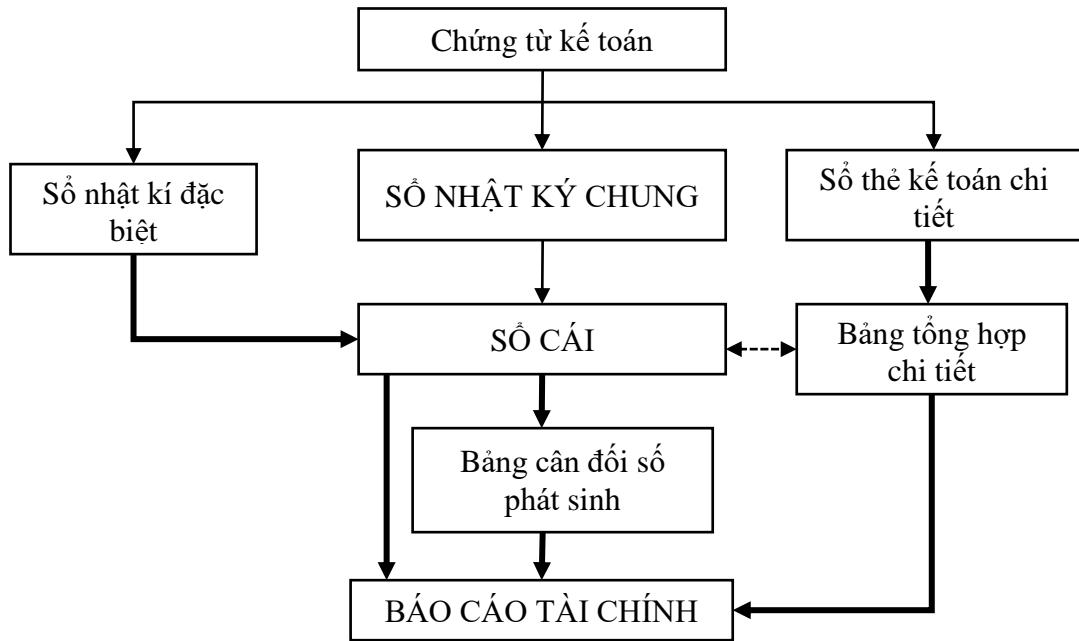 Chứng từ kế toán
Sổ nhật kí đặc
biệt
SỔ NHẬT KÝ CHUNG
Sổ thẻ kế toán chi
tiết
SỔ CÁI
Bảng tổng hợp
chi tiết
Bảng cân đối số
phát sinh
BÁO CÁO TÀI CHÍNH